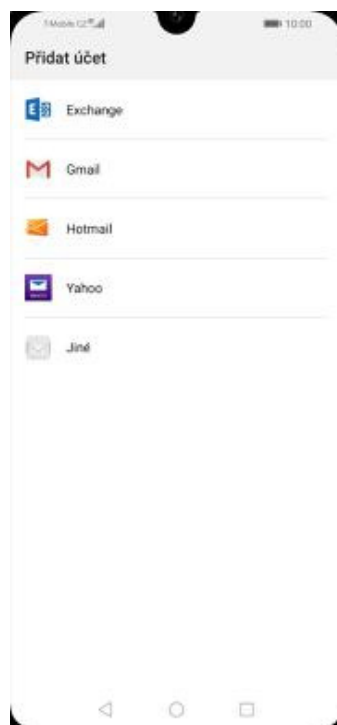 T-Mobile CZ 10:00
Přidat účet
Exchange
Gmail
Hotmail
Yahoo
Jiné